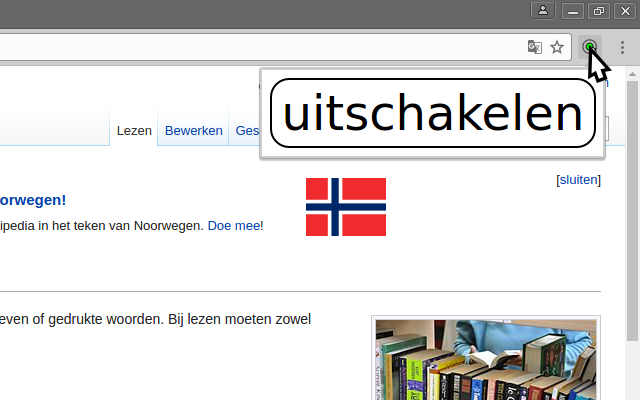 uitschakelen
Lezen Bewerken Ges
[sluiten]
orwegen!
ipedia in het teken van Noorwegen. Doe mee!
even of gedrukte woorden. Bij lezen moeten zowel